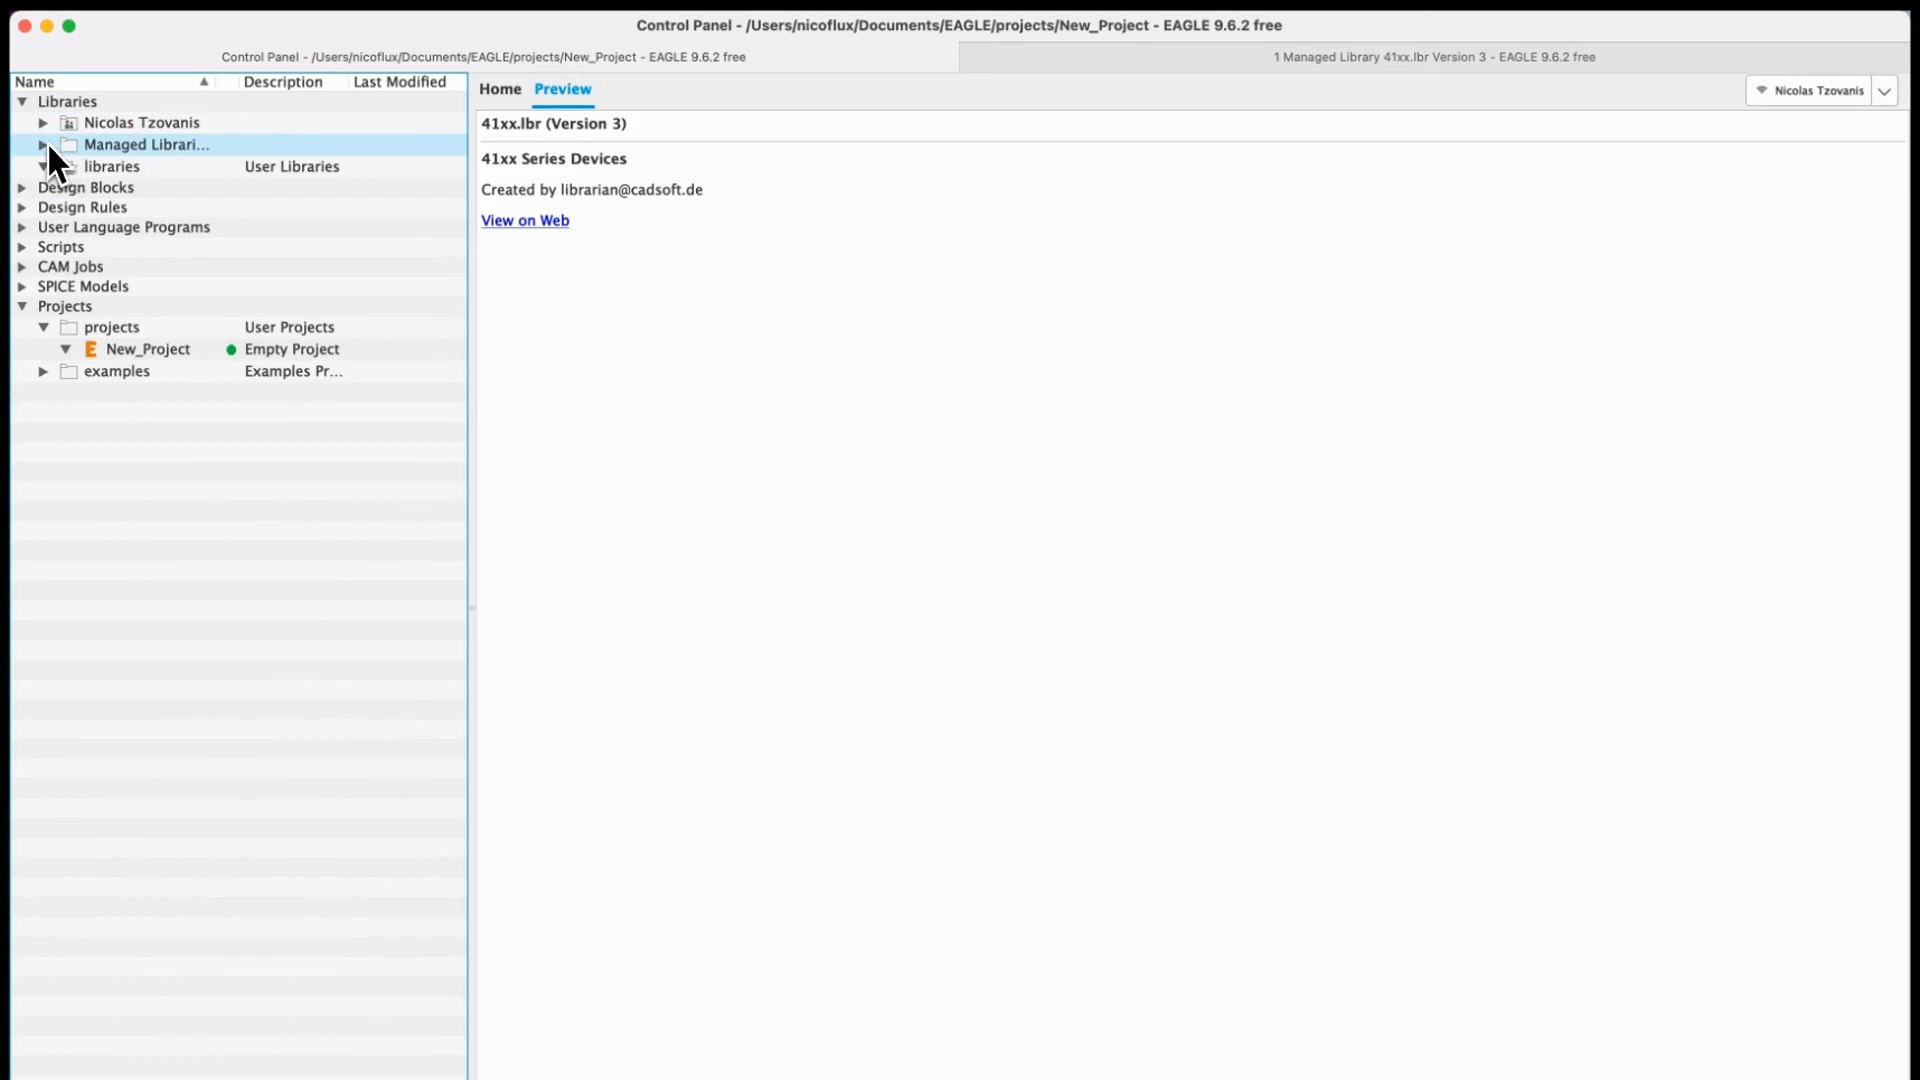 Control Panel - /Users/nicoflux/Documents/EAGLE/projects/New_Project - EAGLE 9.6.2 free
Control Panel - /Users/nicoflux/Documents/EAGLE/projects/New_Project - EAGLE 9.6.2 free
1 Managed Library 41xx.lbr Version 3 - EAGLE 9.6.2 free
Name Description Last Modified
Libraries
Nicolas Tzovanis
Managed Librari...
libraries User Libraries
Design Blocks
Design Rules
User Language Programs
Scripts
CAM Jobs
SPICE Models
Projects
projects User Projects
New_Project Empty Project
examples Examples Pr...
Home Preview
Nicolas Tzovanis
41xx.lbr (Version 3)
41xx Series Devices
Created by librarian@cadsoft.de
View on Web